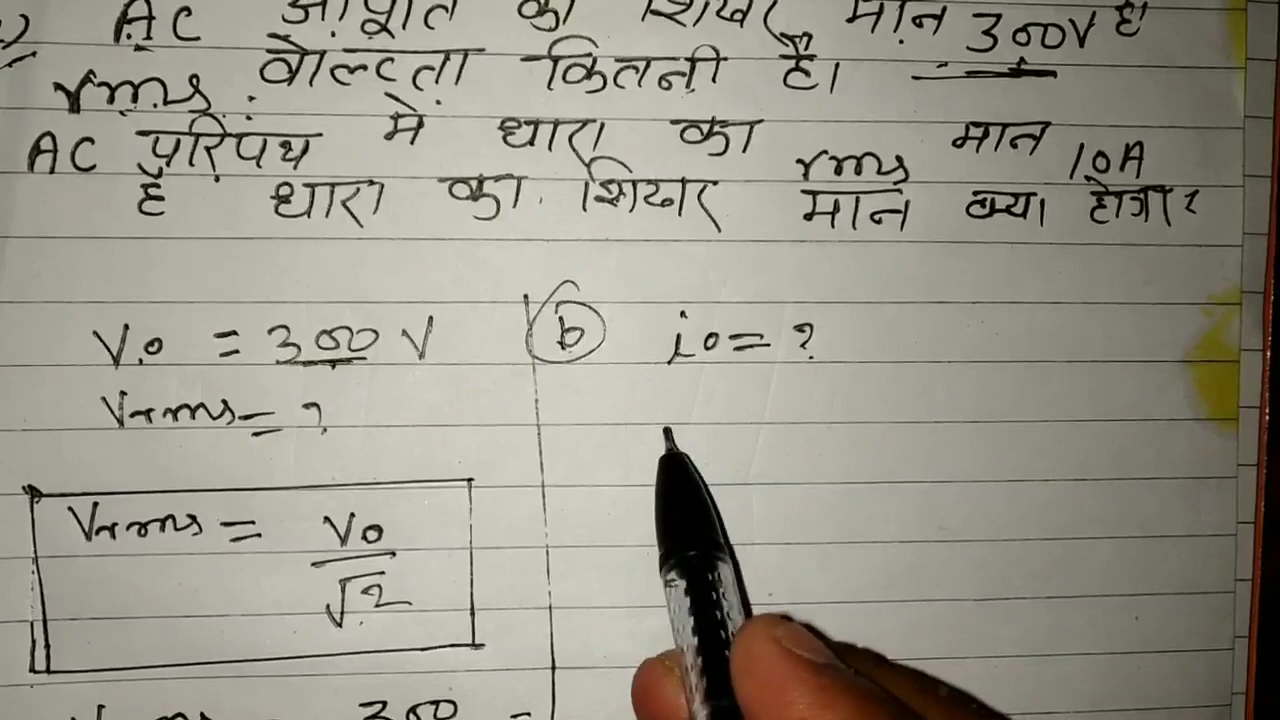 AC आपूर्ति का शिखर मान 300V है
rms वोल्टता कितनी है।
AC परिपथ में धारा का rms मान 10A
है धारा का शिखर मान क्या होगा?
V0 = 300 V
Vrms = ?
Vrms = V0 / √2
300 =
b i0 = ?